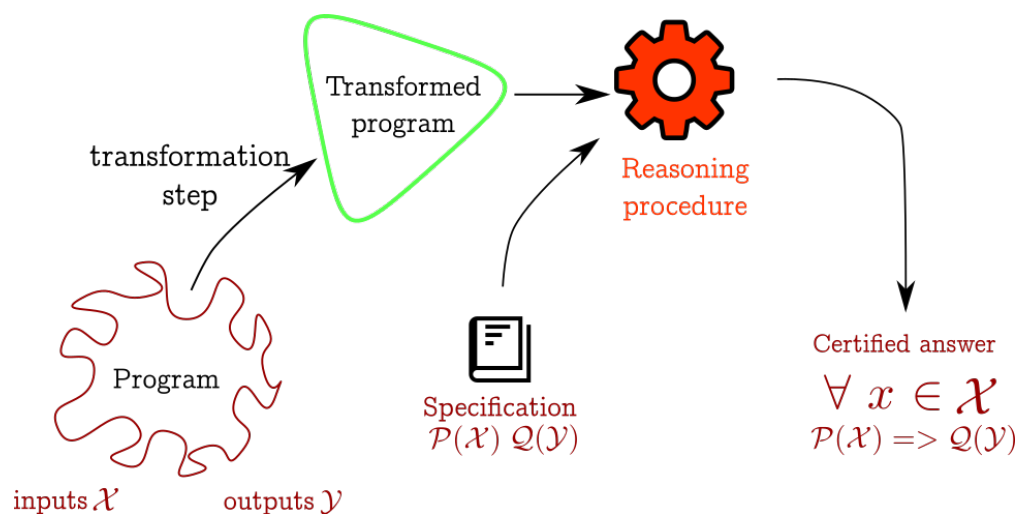 Transformed
program
transformation
step
Reasoning
procedure
Program
inputs 𝒳
outputs 𝒴
Specification
𝒫(𝒳) 𝒬(𝒴)
Certified answer
∀ x ∈ 𝒳
𝒫(𝒳) => 𝒬(𝒴)